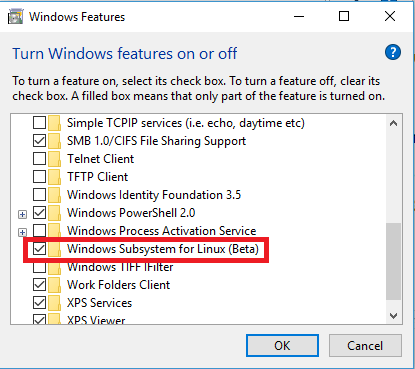 Windows Features
Turn Windows features on or off
To turn a feature on, select its check box. To turn a feature off, clear its
check box. A filled box means that only part of the feature is turned on.
Simple TCPIP services (i.e. echo, daytime etc)
SMB 1.0/CIFS File Sharing Support
Telnet Client
TFTP Client
Windows Identity Foundation 3.5
Windows PowerShell 2.0
Windows Process Activation Service
Windows Subsystem for Linux (Beta)
Windows TIFF IFilter
Work Folders Client
XPS Services
XPS Viewer
OK
Cancel